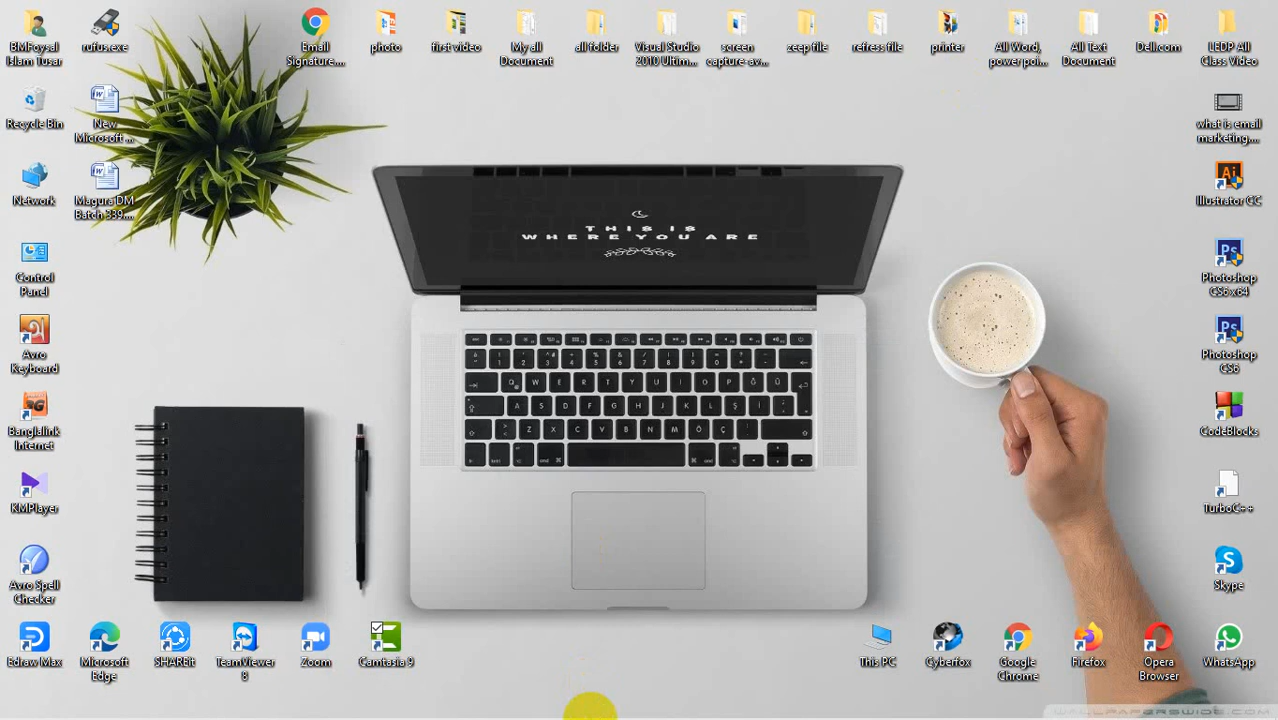 BMFoysal
Islam Tusar
rufus.exe
Email
Signature....
photo
first video
My all
Document
all folder
Visual Studio
2010 Ultim...
screen
capture-av...
zeep file
refress file
printer
All Word,
powerpoi...
All Text
Document
Dell.com
LEDP All
Class Video
Recycle Bin
New
Microsoft ...
what is email
marketing....
Network
Magura DM
Batch 339...
Illustrator CC
Control
Panel
Photoshop
CS6 x64
Avro
Keyboard
Photoshop
CS6
Banglalink
Internet
CodeBlocks
KMPlayer
TurboC++
Avro Spell
Checker
Skype
Edraw Max
Microsoft
Edge
SHAREit
TeamViewer
8
Zoom
Camtasia 9
This PC
Cyberfox
Google
Chrome
Firefox
Opera
Browser
WhatsApp
THIS IS
WHERE YOU ARE
WALLPAPERSWIDE.COM